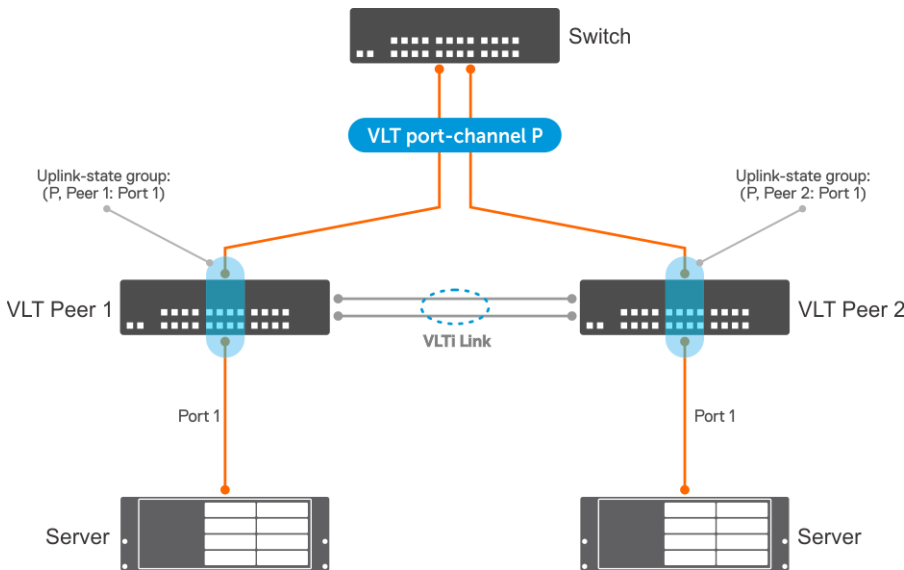 Switch
VLT port-channel P
Uplink-state group:
(P, Peer 1: Port 1)
Uplink-state group:
(P, Peer 2: Port 1)
VLT Peer 1
VLT Peer 2
VLTi Link
Port 1
Port 1
Server
Server